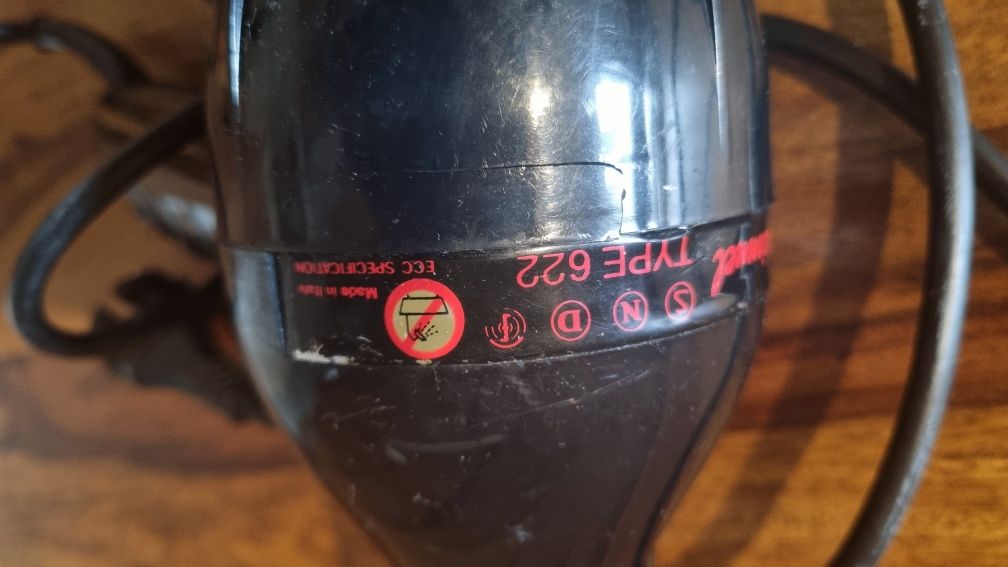 TYPE 622
S N D
ECC SPECIFICATION
Made in Italy